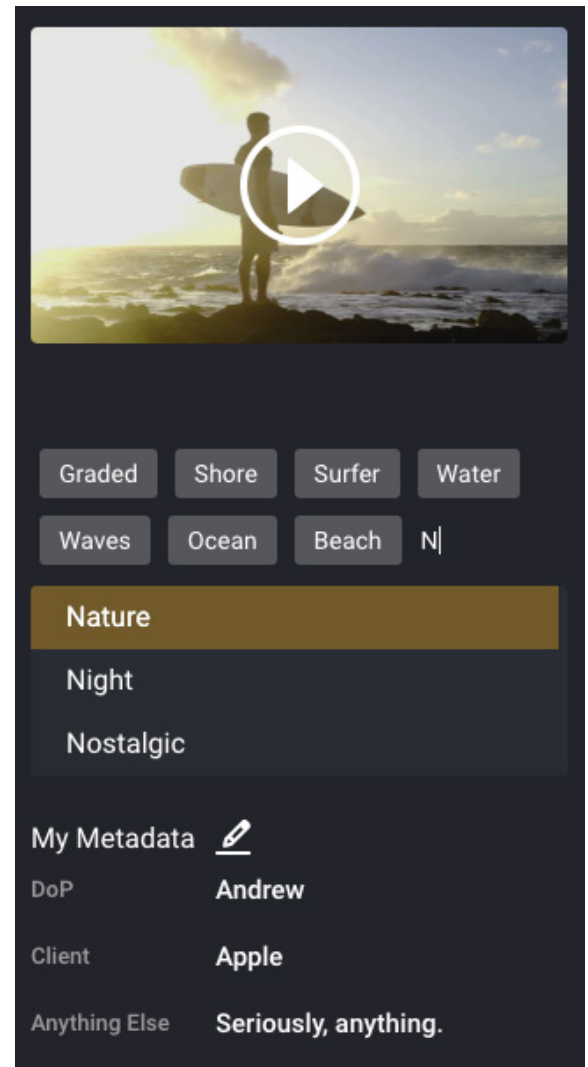 Graded Shore Surfer Water
Waves Ocean Beach N
Nature
Night
Nostalgic
My Metadata
DoP Andrew
Client Apple
Anything Else Seriously, anything.